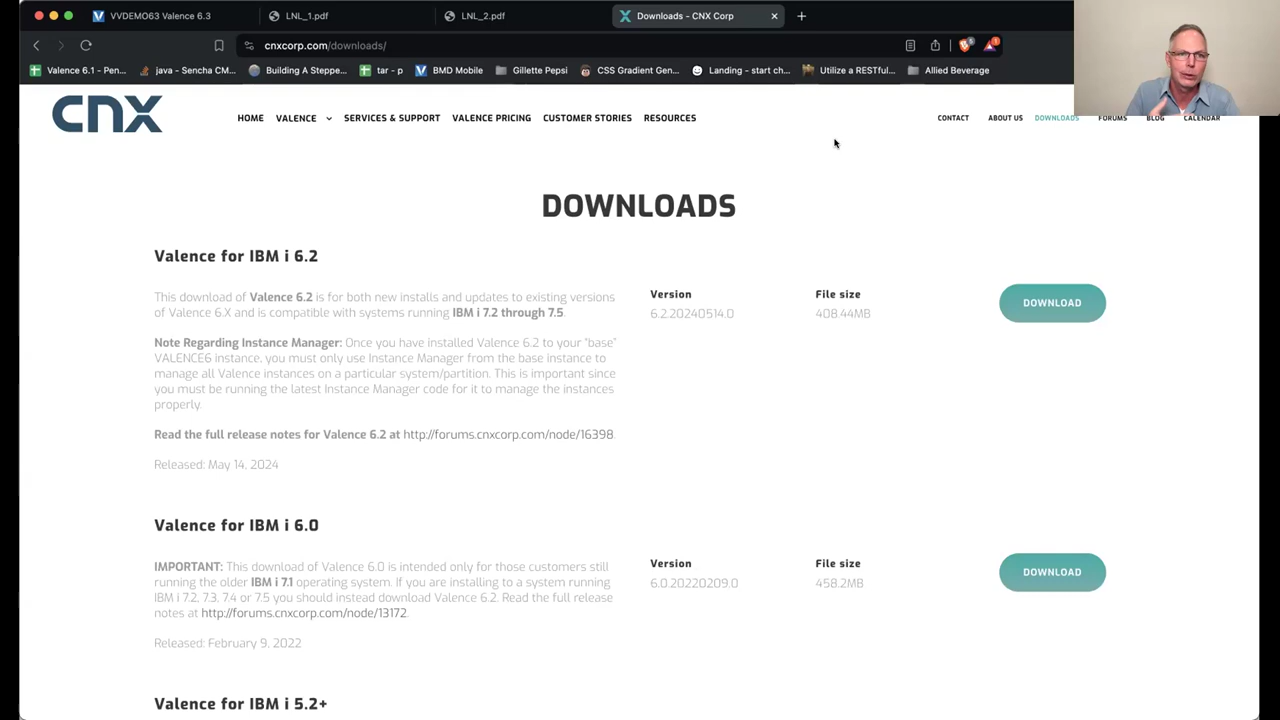 VVDEMO63 Valence 6.3
LNL_1.pdf
LNL_2.pdf
Downloads - CNX Corp
cnxcorp.com/downloads/
5
1
Valence 6.1 - Pen...
java - Sencha CM...
Building A Steppe...
tar - p
BMD Mobile
Gillette Pepsi
CSS Gradient Gen...
Landing - start ch...
Utilize a RESTful...
Allied Beverage
cnx
HOME
VALENCE
SERVICES & SUPPORT
VALENCE PRICING
CUSTOMER STORIES
RESOURCES
CONTACT
ABOUT US
DOWNLOADS
FORUMS
BLOG
CALENDAR
DOWNLOADS
Valence for IBM i 6.2
This download of Valence 6.2 is for both new installs and updates to existing versions
of Valence 6.X and is compatible with systems running IBM i 7.2 through 7.5.
Note Regarding Instance Manager: Once you have installed Valence 6.2 to your "base"
VALENCE6 instance, you must only use Instance Manager from the base instance to
manage all Valence instances on a particular system/partition. This is important since
you must be running the latest Instance Manager code for it to manage the instances
properly.
Read the full release notes for Valence 6.2 at http://forums.cnxcorp.com/node/16398.
Released: May 14, 2024
Version
6.2.20240514.0
File size
408.44MB
DOWNLOAD
Valence for IBM i 6.0
IMPORTANT: This download of Valence 6.0 is intended only for those customers still
running the older IBM i 7.1 operating system. If you are installing to a system running
IBM i 7.2, 7.3, 7.4 or 7.5 you should instead download Valence 6.2. Read the full release
notes at http://forums.cnxcorp.com/node/13172.
Released: February 9, 2022
Version
6.0.20220209.0
File size
458.2MB
DOWNLOAD
Valence for IBM i 5.2+